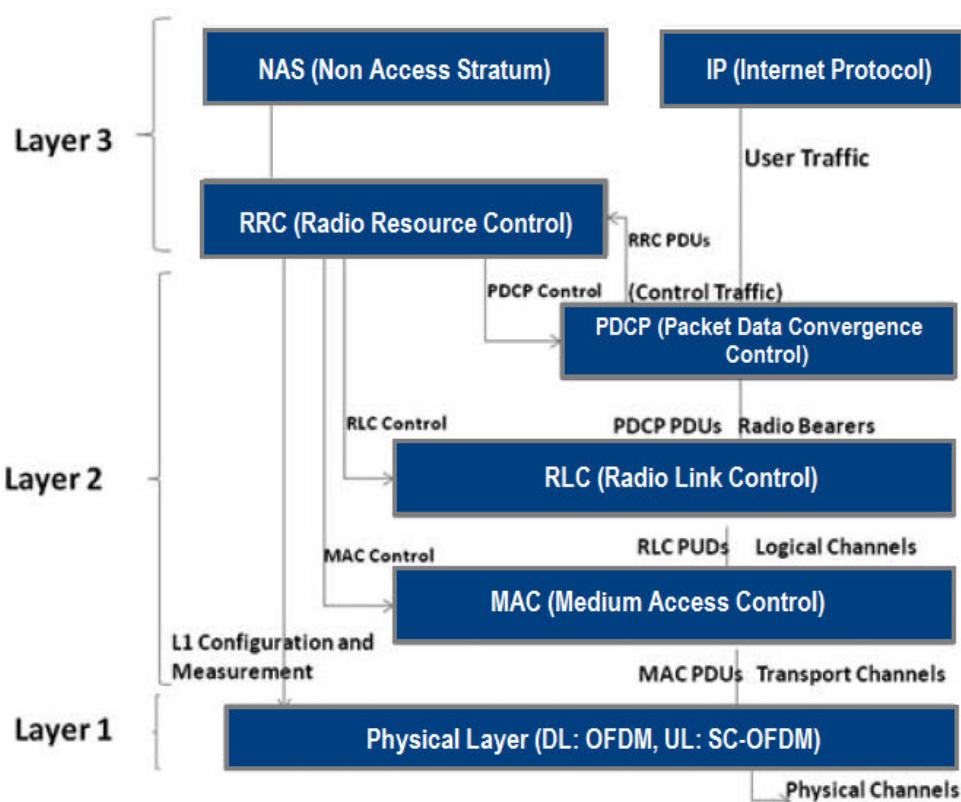 NAS (Non Access Stratum)
IP (Internet Protocol)
Layer 3
User Traffic
RRC (Radio Resource Control)
RRC PDUs
PDCP Control
(Control Traffic)
PDCP (Packet Data Convergence
Control)
RLC Control
PDCP PDUs Radio Bearers
Layer 2
RLC (Radio Link Control)
RLC PUDs Logical Channels
MAC Control
MAC (Medium Access Control)
L1 Configuration and
Measurement
MAC PDUs Transport Channels
Layer 1
Physical Layer (DL: OFDM, UL: SC-OFDM)
Physical Channels